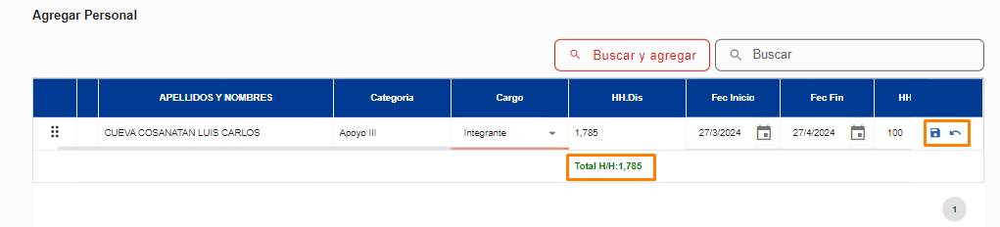 Agregar Personal
Buscar y agregar
Buscar
APELLIDOS Y NOMBRES Categoria Cargo HH.Dis Fec Inicio Fec Fin HH
CUEVA COSANATAN LUIS CARLOS Apoyo III Integrante 1,785 27/3/2024 27/4/2024 100
Total H/H:1,785
1